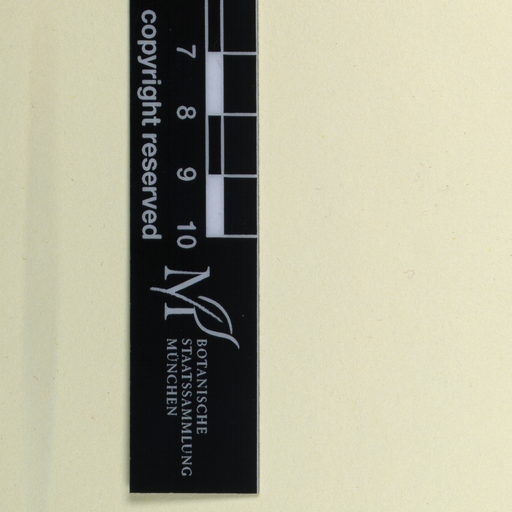 copyright reserved
7 8 9 10
BOTANISCHE
STAATSSAMMLUNG
MÜNCHEN